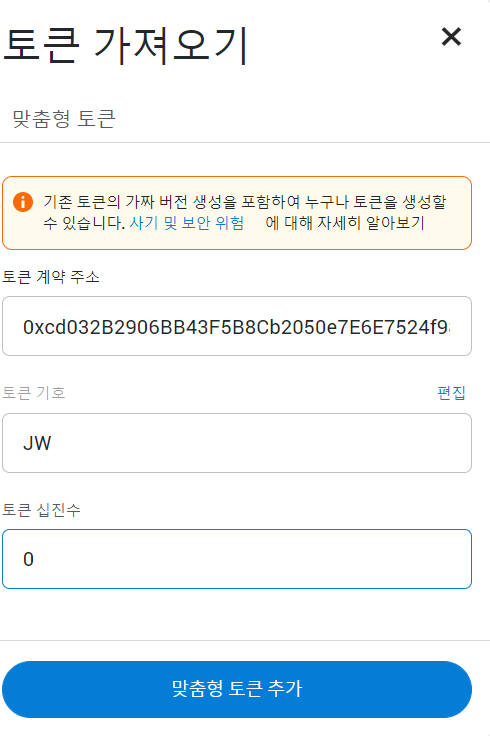 토큰 가져오기
맞춤형 토큰
기존 토큰의 가짜 버전 생성을 포함하여 누구나 토큰을 생성할
수 있습니다. 사기 및 보안 위험 에 대해 자세히 알아보기
토큰 계약 주소
0xcd032B2906BB43F5B8Cb2050e7E6E7524f9
토큰 기호 편집
JW
토큰 십진수
0
맞춤형 토큰 추가